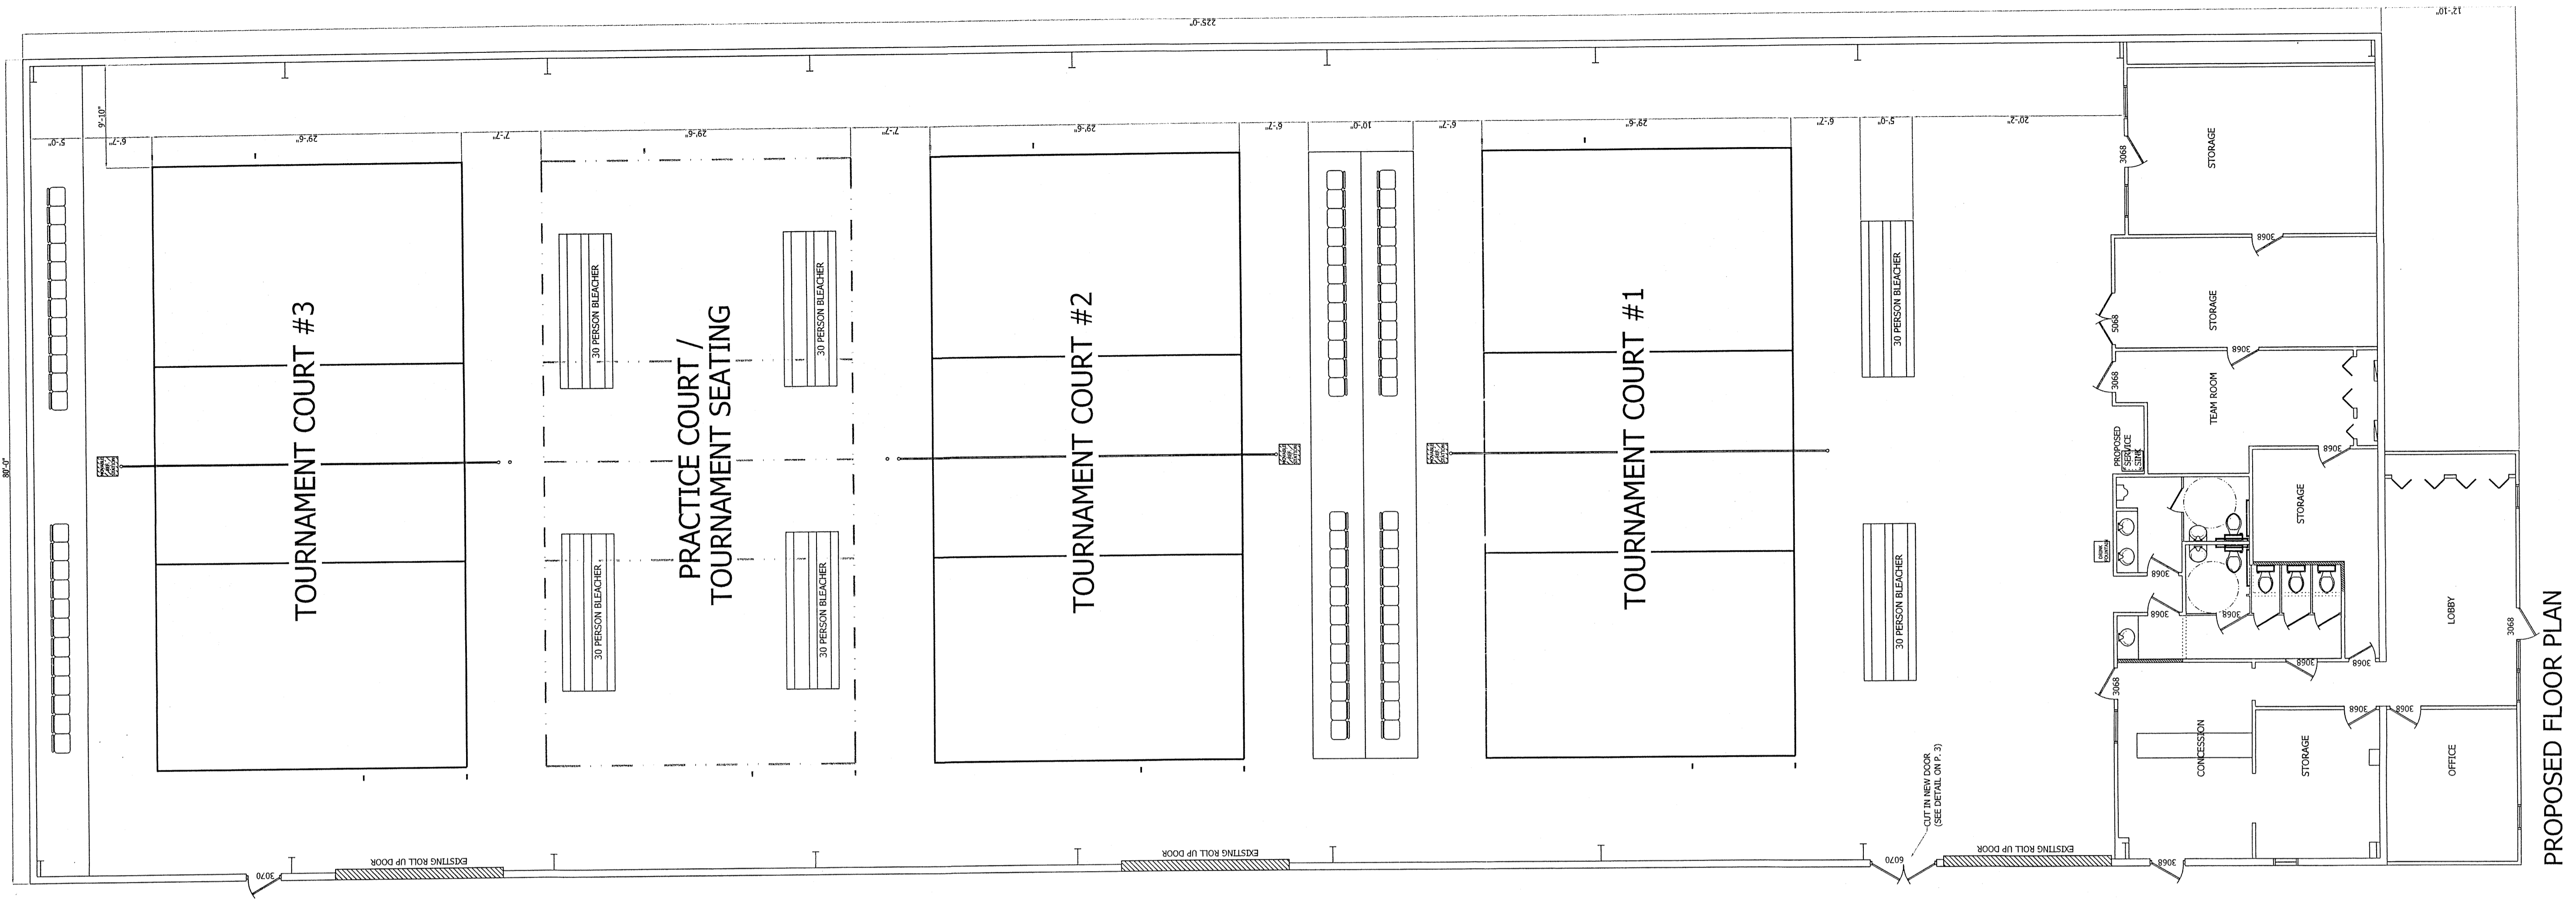 225'-0"
12'-10"
80'-0"
9'-10"
5'-0"
6'-7"
29'-6"
7'-7"
29'-6"
7'-7"
29'-6"
6'-7"
10'-0"
6'-7"
29'-6"
6'-7"
5'-0"
20'-2"
TOURNAMENT COURT #3
PRACTICE COURT /
TOURNAMENT SEATING
30 PERSON BLEACHER
30 PERSON BLEACHER
30 PERSON BLEACHER
30 PERSON BLEACHER
TOURNAMENT COURT #2
TOURNAMENT COURT #1
30 PERSON BLEACHER
30 PERSON BLEACHER
3068
STORAGE
3068
5068
STORAGE
3068
3068
TEAM ROOM
3068
PROPOSED
SERVICE
SINK
STORAGE
3068
3068
3068
3068
3068
3068
CONCESSION
STORAGE
3068
3068
LOBBY
3068
OFFICE
3070
EXISTING ROLL UP DOOR
EXISTING ROLL UP DOOR
6070
CUT IN NEW DOOR
(SEE DETAIL ON P. 3)
EXISTING ROLL UP DOOR
3068
PROPOSED FLOOR PLAN